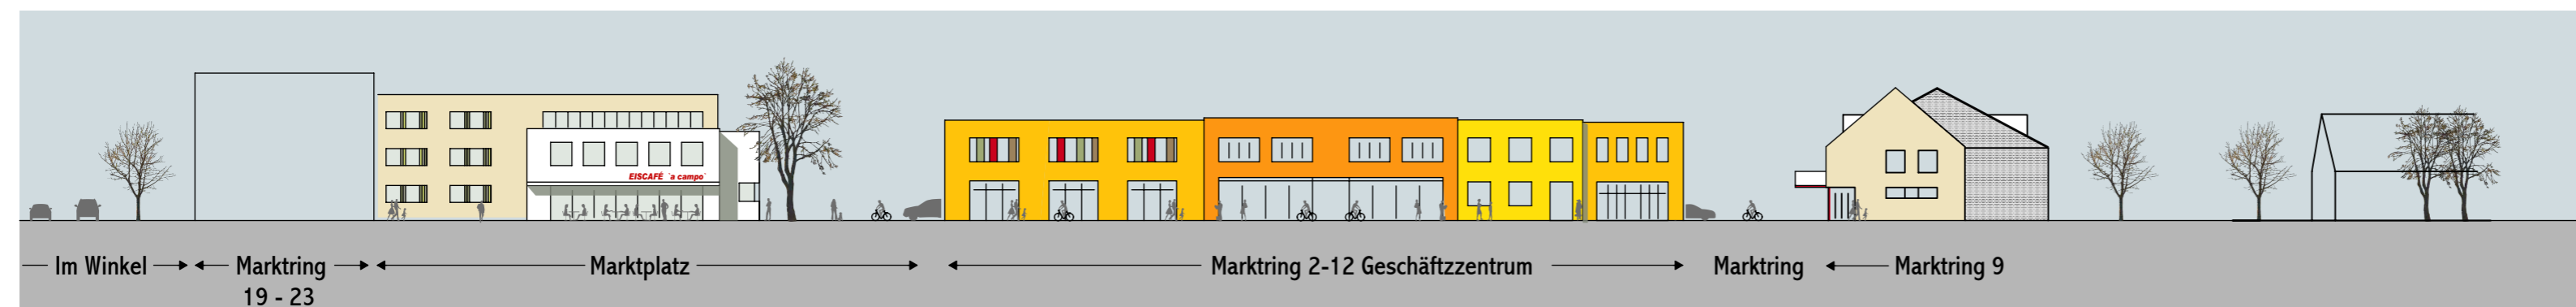 EISCAFÉ ´a campo´
Im Winkel
Marktring
19 - 23
Marktplatz
Marktring 2-12 Geschäftzzentrum
Marktring
Marktring 9